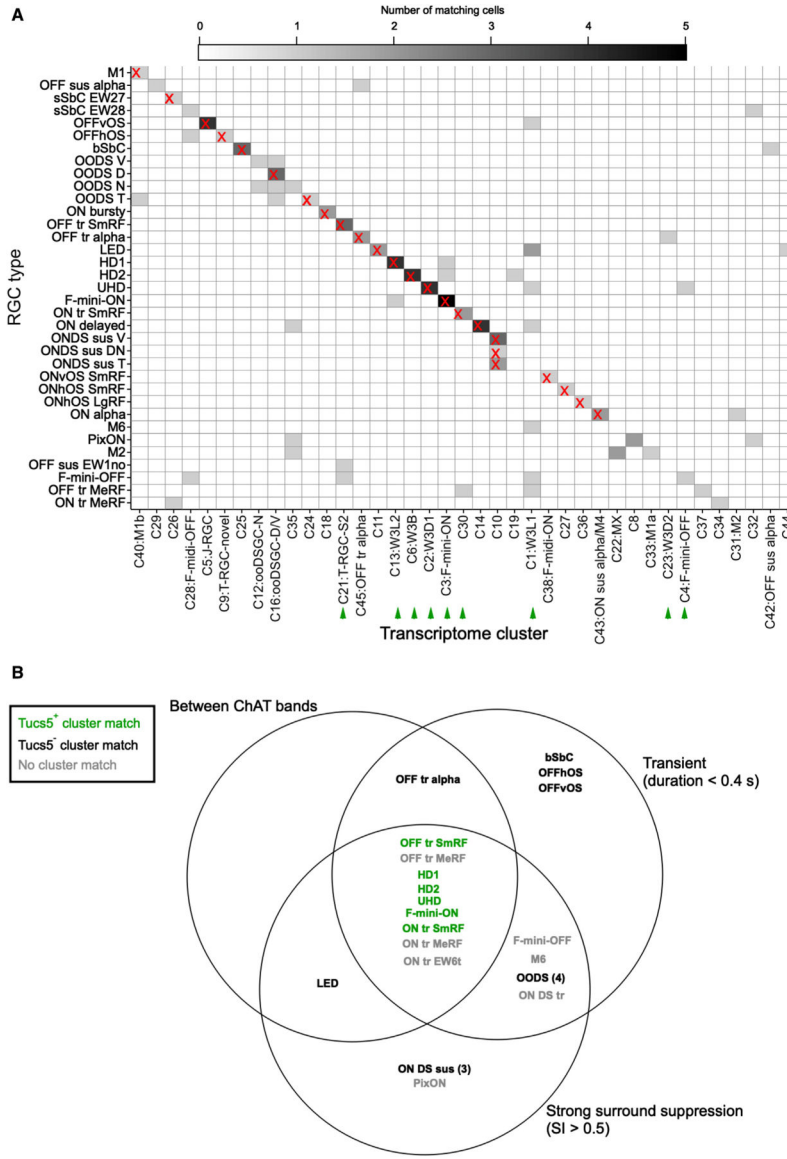 A
Number of matching cells
0 1 2 3 4 5
RGC type
M1
OFF sus alpha
sSbC EW27
sSbC EW28
OFFvOS
OFFhOS
bSbC
OODS V
OODS D
OODS N
OODS T
ON bursty
OFF tr SmRF
OFF tr alpha
LED
HD1
HD2
UHD
F-mini-ON
ON tr SmRF
ON delayed
ONDS sus V
ONDS sus DN
ONDS sus T
ONvOS SmRF
ONhOS SmRF
ONhOS LgRF
ON alpha
M6
PixON
M2
OFF sus EW1no
F-mini-OFF
OFF tr MeRF
ON tr MeRF
C40:M1b
C29
C26
C28:F-midi-OFF
C5:J-RGC
C9:T-RGC-novel
C25
C12:ooDSGC-N
C16:ooDSGC-D/V
C35
C24
C18
C21:T-RGC-S2
C45:OFF tr alpha
C11
C13:W3L2
C6:W3B
C2:W3D1
C3:F-mini-ON
C30
C14
C10
C19
C1:W3L1
C38:F-midi-ON
C27
C36
C43:ON sus alpha/M4
C22:MX
C8
C33:M1a
C23:W3D2
C4:F-mini-OFF
C37
C34
C31:M2
C32
C42:OFF sus alpha
C44
Transcriptome cluster
B
Tucs5+ cluster match
Tucs5- cluster match
No cluster match
Between ChAT bands
Transient
(duration < 0.4 s)
OFF tr alpha
bSbC
OFFhOS
OFFvOS
OFF tr SmRF
OFF tr MeRF
HD1
HD2
UHD
F-mini-ON
ON tr SmRF
ON tr MeRF
ON tr EW6t
F-mini-OFF
M6
OODS (4)
ON DS tr
LED
ON DS sus (3)
PixON
Strong surround suppression
(SI > 0.5)